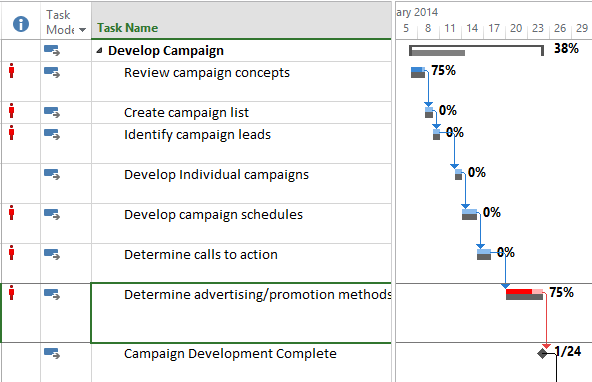 Task
Mode
Task Name
ary 2014
5 8 11 14 17 20 23 26 29
Develop Campaign
38%
Review campaign concepts
75%
Create campaign list
0%
Identify campaign leads
0%
Develop Individual campaigns
0%
Develop campaign schedules
0%
Determine calls to action
0%
Determine advertising/promotion methods
75%
Campaign Development Complete
1/24